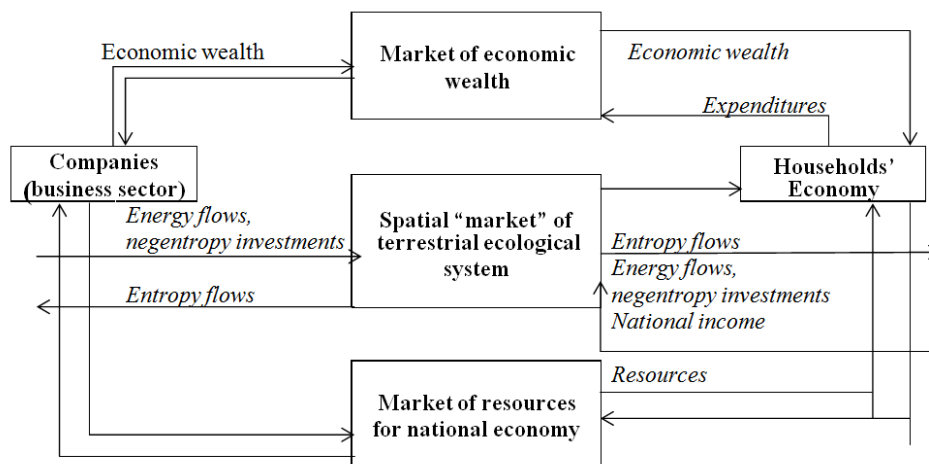 Economic wealth
Market of economic
wealth
Economic wealth
Expenditures
Companies
(business sector)
Households’
Economy
Energy flows,
negentropy investments
Spatial “market” of
terrestrial ecological
system
Entropy flows
Energy flows,
negentropy investments
National income
Entropy flows
Market of resources
for national economy
Resources